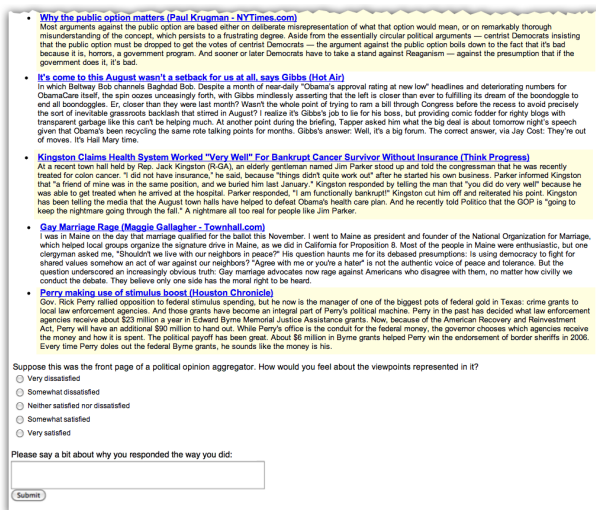 Why the public option matters (Paul Krugman - NYTimes.com)
Most arguments against the public option are based either on deliberate misrepresentation of what that option would mean, or on remarkably thorough
misunderstanding of the concept, which persists to a frustrating degree. Aside from the essentially circular political arguments — centrist Democrats insisting
that the public option must be dropped to get the votes of centrist Democrats — the argument against the public option boils down to the fact that it's bad
because it is, horrors, a government program. And sooner or later Democrats have to take a stand against Reaganism — against the presumption that if the
government does it, it's bad.
It's come to this August wasn't a setback for us at all, says Gibbs (Hot Air)
In which Beltway Bob channels Baghdad Bob. Despite a month of near-daily "Obama's approval rating at new low" headlines and deteriorating numbers for
ObamaCare itself, the spin oozes unceasingly forth, with Gibbs mindlessly asserting that the left is closer than ever to fulfilling its dream of the boondoggle to
end all boondoggles. Er, closer than they were last month? Wasn't the whole point of trying to ram a bill through Congress before the recess to avoid precisely
the sort of inevitable grassroots backlash that stirred in August? I realize it's Gibbs's job to lie for his boss, but providing comic fodder for righty blogs with
transparent garbage like this can't be helping much. At another point during the briefing, Tapper asked him what the big deal is about tomorrow night's speech
given that Obama's been recycling the same rote talking points for months. Gibbs's answer: Well, it's a big forum. The correct answer, via Jay Cost: They're out
of moves. It's Hail Mary time.
Kingston Claims Health System Worked "Very Well" For Bankrupt Cancer Survivor Without Insurance (Think Progress)
At a recent town hall held by Rep. Jack Kingston (R-GA), an elderly gentleman named Jim Parker stood up and told the congressman that he was recently
treated for colon cancer. "I did not have insurance," he said, because "things didn't quite work out" after he started his own business. Parker informed Kingston
that "a friend of mine was in the same position, and we buried him last January." Kingston responded by telling the man that "you did do very well" because he
was able to get treated when he arrived at the hospital. Parker responded, "I am functionally bankrupt!" Kingston cut him off and reiterated his point. Kingston
has been telling the media that the August town halls have helped to defeat Obama's health care plan. And he recently told Politico that the GOP is "going to
keep the nightmare going through the fall." A nightmare all too real for people like Jim Parker.
Gay Marriage Rage (Maggie Gallagher - Townhall.com)
I was in Maine on the day that marriage qualified for the ballot this November. I went to Maine as president and founder of the National Organization for Marriage,
which helped local groups organize the signature drive in Maine, as we did in California for Proposition 8. Most of the people in Maine were enthusiastic, but one
clergyman asked me, "Shouldn't we live with our neighbors in peace?" His question haunts me for its debased presumptions: Is using democracy to fight for
shared values somehow an act of war against our neighbors? "Agree with me or you're a hater" is not the authentic voice of peace and tolerance. But the
question underscored an increasingly obvious truth: Gay marriage advocates now rage against Americans who disagree with them, no matter how civilly we
conduct the debate. They believe only one side has the moral right to be heard.
Perry making use of stimulus boost (Houston Chronicle)
Gov. Rick Perry rallied opposition to federal stimulus spending, but he now is the manager of one of the biggest pots of federal gold in Texas: crime grants to
local law enforcement agencies. And those grants have become an integral part of Perry's political machine. Perry in the past has decided what law enforcement
agencies receive about $23 million a year in Edward Byrne Memorial Justice Assistance grants. Now, because of the American Recovery and Reinvestment
Act, Perry will have an additional $90 million to hand out. While Perry's office is the conduit for the federal money, the governor chooses which agencies receive
the money and how it is spent. The political payoff has been great. About $6 million in Byrne grants helped Perry win the endorsement of border sheriffs in 2006.
Every time Perry doles out the federal Byrne grants, he sounds like the money is his.
Suppose this was the front page of a political opinion aggregator. How would you feel about the viewpoints represented in it?
Very dissatisfied
Somewhat dissatisfied
Neither satisfied nor dissatisfied
Somewhat satisfied
Very satisfied
Please say a bit about why you responded the way you did:
Submit